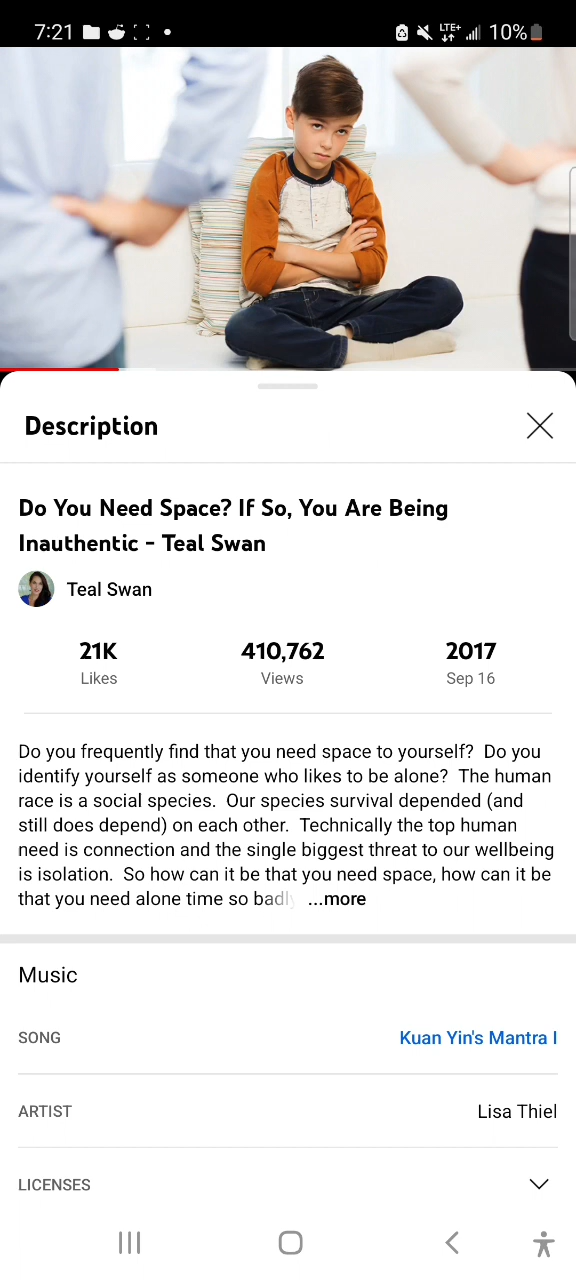 7:21
LTE+
10%
Description
Do You Need Space? If So, You Are Being
Inauthentic - Teal Swan
Teal Swan
21K 410,762 2017
Likes Views Sep 16
Do you frequently find that you need space to yourself?  Do you
identify yourself as someone who likes to be alone?  The human
race is a social species.  Our species survival depended (and
still does depend) on each other.  Technically the top human
need is connection and the single biggest threat to our wellbeing
is isolation.  So how can it be that you need space, how can it be
that you need alone time so badly ...more
Music
SONG Kuan Yin's Mantra I
ARTIST Lisa Thiel
LICENSES